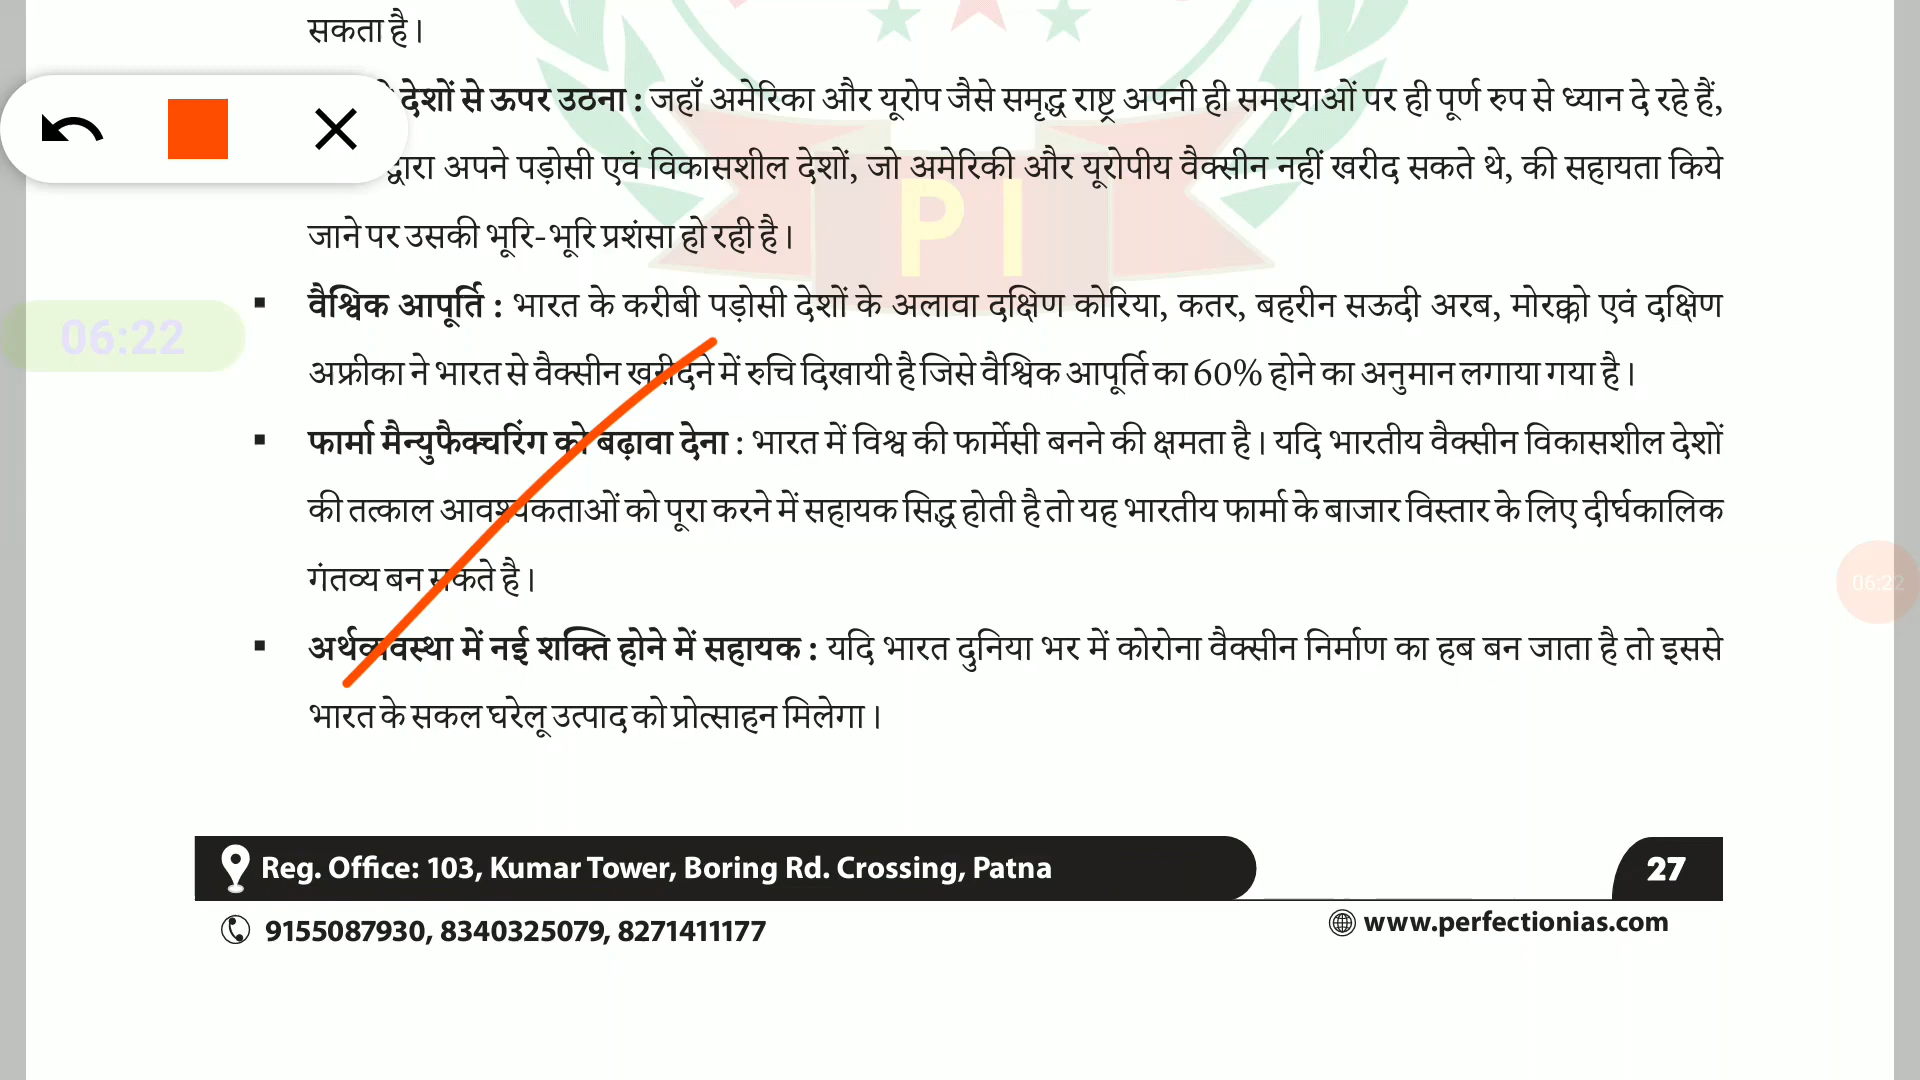 सकता है।
देशों से ऊपर उठना : जहाँ अमेरिका और यूरोप जैसे समृद्ध राष्ट्र अपनी ही समस्याओं पर ही पूर्ण रुप से ध्यान दे रहे हैं,
द्वारा अपने पड़ोसी एवं विकासशील देशों, जो अमेरिकी और यूरोपीय वैक्सीन नहीं खरीद सकते थे, की सहायता किये
जाने पर उसकी भूरि-भूरि प्रशंसा हो रही है।
PI
▪ वैश्विक आपूर्ति : भारत के करीबी पड़ोसी देशों के अलावा दक्षिण कोरिया, कतर, बहरीन सऊदी अरब, मोरक्को एवं दक्षिण
06:22
अफ्रीका ने भारत से वैक्सीन खरीदने में रुचि दिखायी है जिसे वैश्विक आपूर्ति का 60% होने का अनुमान लगाया गया है।
▪ फार्मा मैन्युफैक्चरिंग को बढ़ावा देना : भारत में विश्व की फार्मेसी बनने की क्षमता है। यदि भारतीय वैक्सीन विकासशील देशों
की तत्काल आवश्यकताओं को पूरा करने में सहायक सिद्ध होती है तो यह भारतीय फार्मा के बाजार विस्तार के लिए दीर्घकालिक
गंतव्य बन सकते है।
06:22
▪ अर्थव्यवस्था में नई शक्ति होने में सहायक : यदि भारत दुनिया भर में कोरोना वैक्सीन निर्माण का हब बन जाता है तो इससे
भारत के सकल घरेलू उत्पाद को प्रोत्साहन मिलेगा।
Reg. Office: 103, Kumar Tower, Boring Rd. Crossing, Patna
27
9155087930, 8340325079, 8271411177
www.perfectionias.com